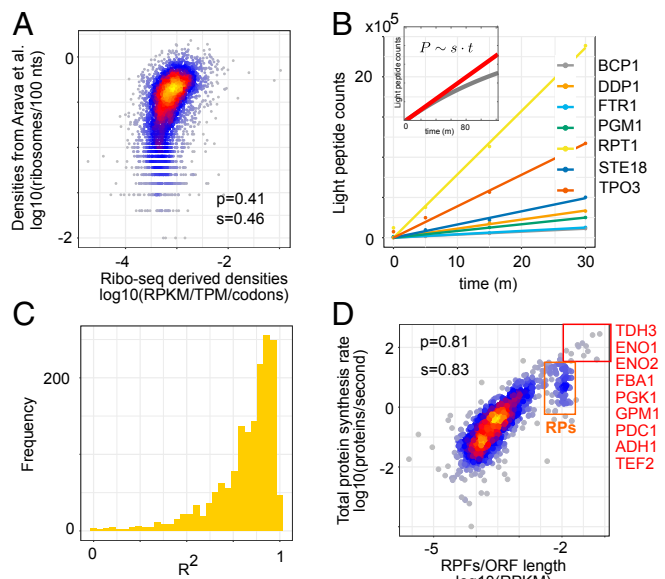 A
Densities from Arava et al.
log10(ribosomes/100 nts)
0
-2
p=0.41
s=0.46
-4
-2
Ribo-seq derived densities
log10(RPKM/TPM/codons)
B
x10^5
Light peptide counts
20
0
P ~ s · t
Light peptide counts
0
80
time (m)
BCP1
DDP1
FTR1
PGM1
RPT1
STE18
TPO3
0
10
20
30
time (m)
C
Frequency
200
0
0
1
R^2
D
Total protein synthesis rate
log10(proteins/second)
2
0
-2
p=0.81
s=0.83
RPs
TDH3
ENO1
ENO2
FBA1
PGK1
GPM1
PDC1
ADH1
TEF2
-5
-2
RPFs/ORF length
log10(RPKM)